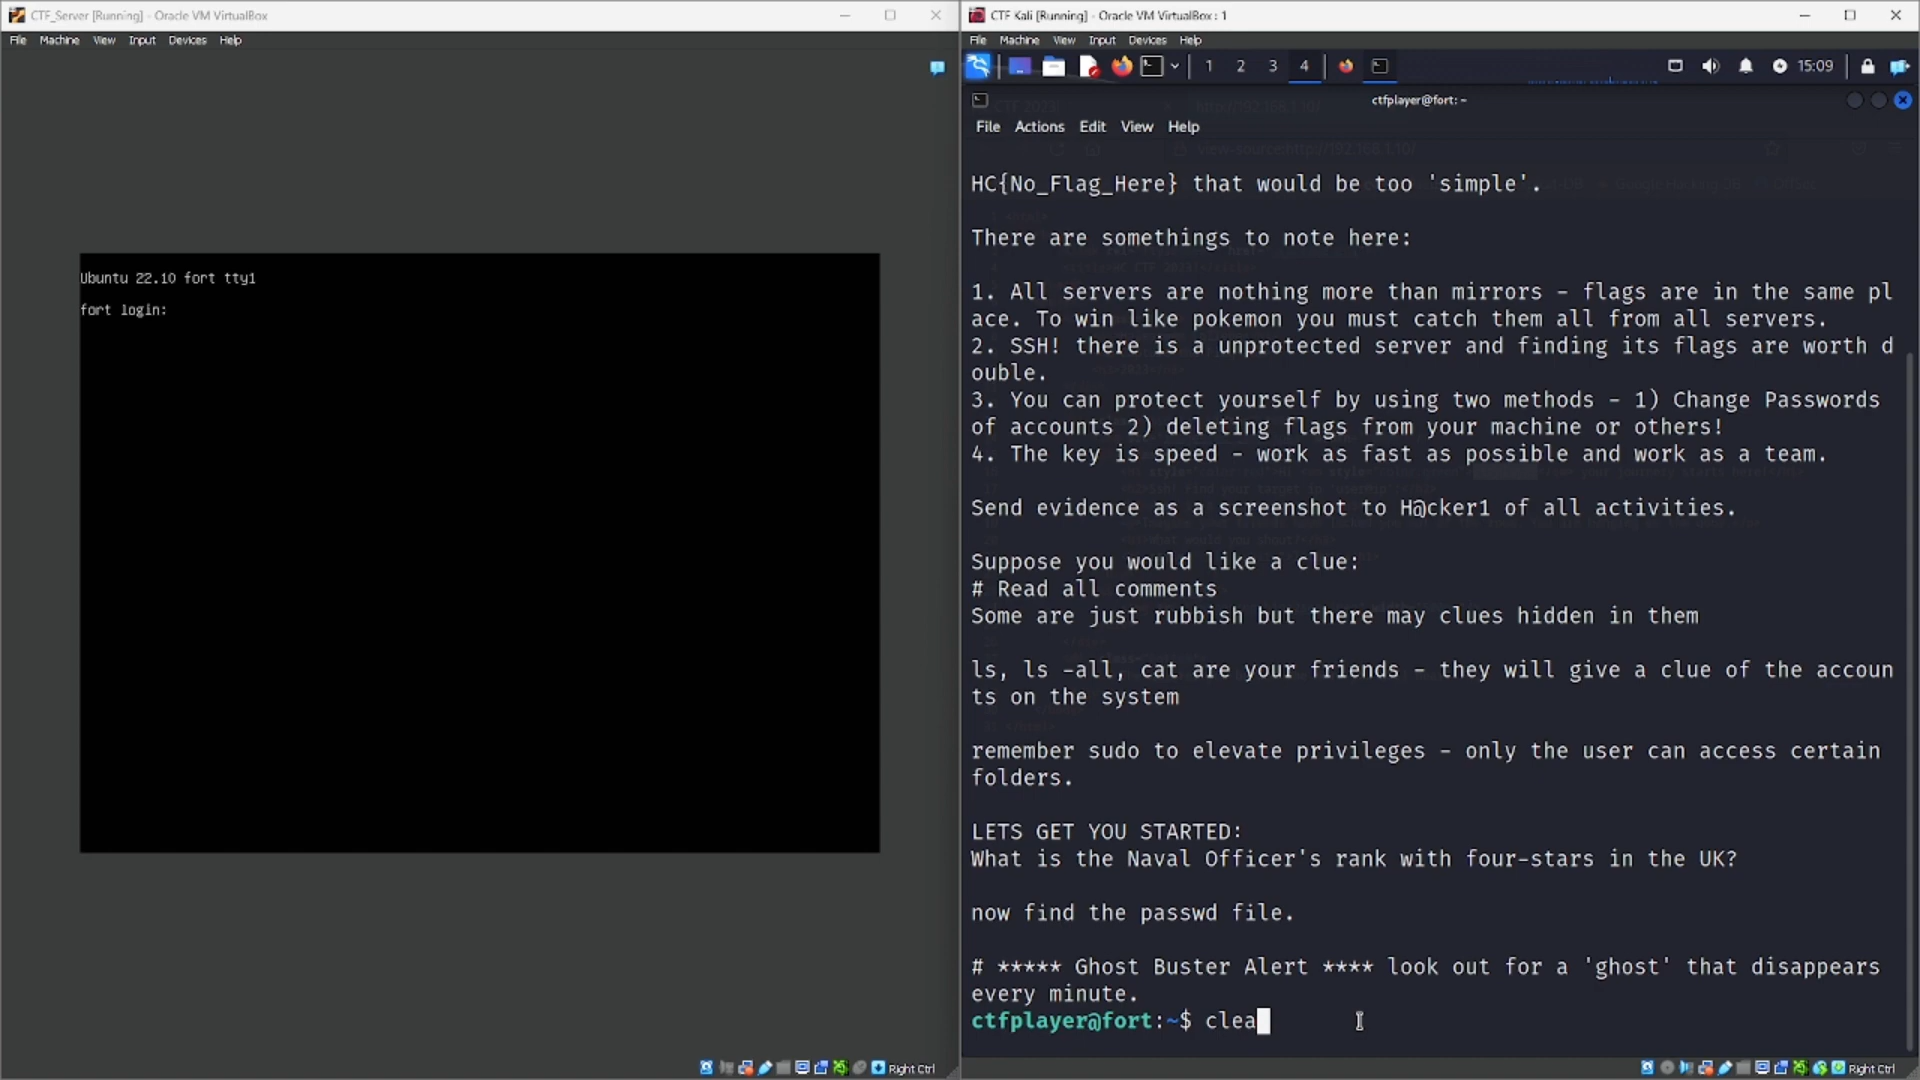 CTF_Server [Running] - Oracle VM VirtualBox
File Machine View Input Devices Help
Ubuntu 22.10 fort tty1
fort login:
Right Ctrl
CTF Kali [Running] - Oracle VM VirtualBox : 1
File Machine View Input Devices Help
1 2 3 4
15:09
ctfplayer@fort: ~
File Actions Edit View Help
HC{No_Flag_Here} that would be too 'simple'.
There are somethings to note here:
1. All servers are nothing more than mirrors - flags are in the same pl
ace. To win like pokemon you must catch them all from all servers.
2. SSH! there is a unprotected server and finding its flags are worth d
ouble.
3. You can protect yourself by using two methods - 1) Change Passwords
of accounts 2) deleting flags from your machine or others!
4. The key is speed - work as fast as possible and work as a team.
Send evidence as a screenshot to H@cker1 of all activities.
Suppose you would like a clue:
# Read all comments
Some are just rubbish but there may clues hidden in them
ls, ls -all, cat are your friends - they will give a clue of the accoun
ts on the system
remember sudo to elevate privileges - only the user can access certain
folders.
LETS GET YOU STARTED:
What is the Naval Officer's rank with four-stars in the UK?
now find the passwd file.
# ***** Ghost Buster Alert **** look out for a 'ghost' that disappears
every minute.
ctfplayer@fort:~$ clea
Right Ctrl